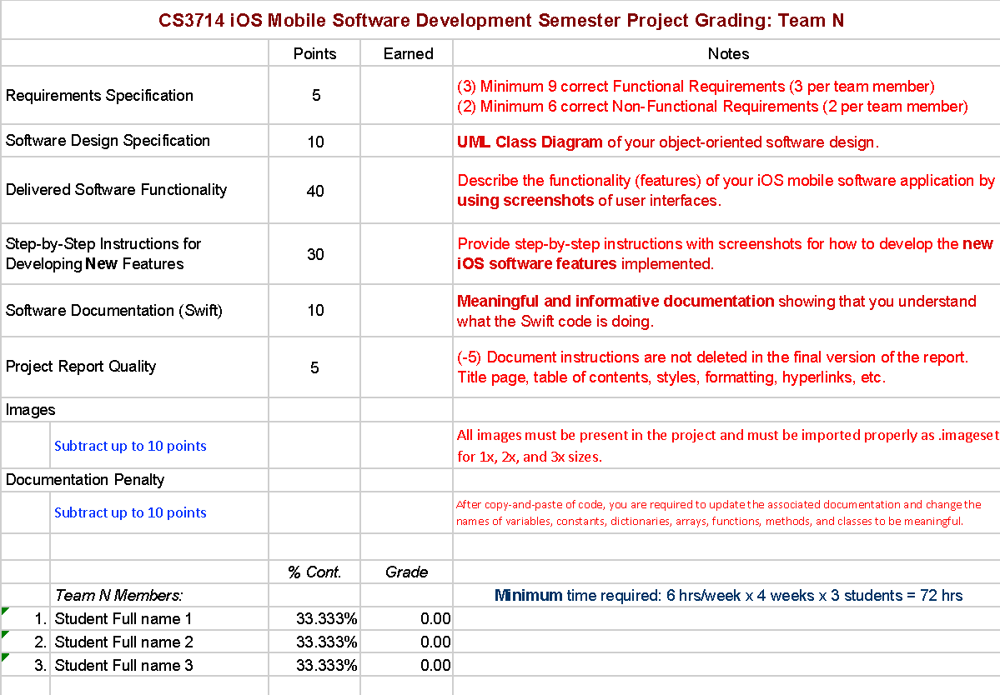 CS3714 iOS Mobile Software Development Semester Project Grading: Team N
Points Earned Notes
Requirements Specification 5 (3) Minimum 9 correct Functional Requirements (3 per team member)
(2) Minimum 6 correct Non-Functional Requirements (2 per team member)
Software Design Specification 10 UML Class Diagram of your object-oriented software design.
Delivered Software Functionality 40 Describe the functionality (features) of your iOS mobile software application by
using screenshots of user interfaces.
Step-by-Step Instructions for
Developing New Features 30 Provide step-by-step instructions with screenshots for how to develop the new
iOS software features implemented.
Software Documentation (Swift) 10 Meaningful and informative documentation showing that you understand
what the Swift code is doing.
Project Report Quality 5 (-5) Document instructions are not deleted in the final version of the report.
Title page, table of contents, styles, formatting, hyperlinks, etc.
Images
Subtract up to 10 points All images must be present in the project and must be imported properly as .imageset
for 1x, 2x, and 3x sizes.
Documentation Penalty
Subtract up to 10 points After copy-and-paste of code, you are required to update the associated documentation and change the
names of variables, constants, dictionaries, arrays, functions, methods, and classes to be meaningful.
% Cont. Grade
Team N Members: Minimum time required: 6 hrs/week x 4 weeks x 3 students = 72 hrs
1. Student Full name 1 33.333% 0.00
2. Student Full name 2 33.333% 0.00
3. Student Full name 3 33.333% 0.00